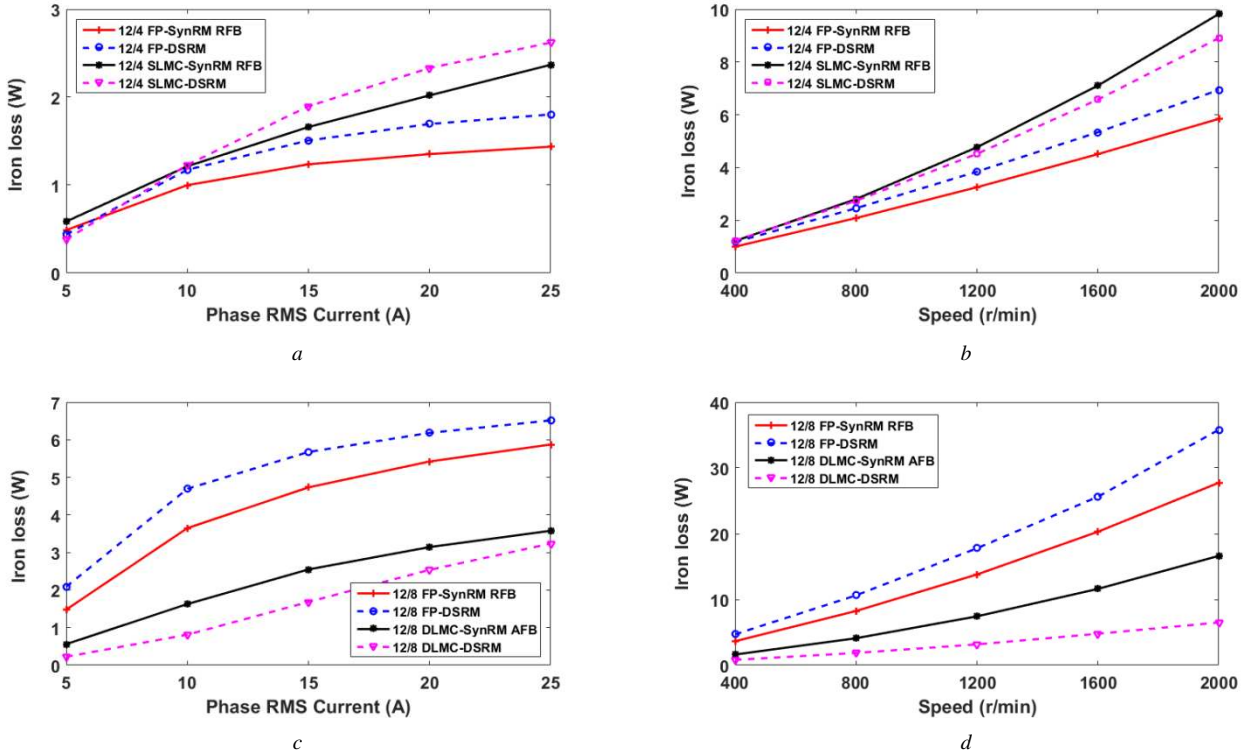 3
2
1
0
Iron loss (W)
12/4 FP-SynRM RFB
12/4 FP-DSRM
12/4 SLMC-SynRM RFB
12/4 SLMC-DSRM
5 10 15 20 25
Phase RMS Current (A)
a
10
8
6
4
2
0
Iron loss (W)
12/4 FP-SynRM RFB
12/4 FP-DSRM
12/4 SLMC-SynRM RFB
12/4 SLMC-DSRM
400 800 1200 1600 2000
Speed (r/min)
b
7
6
5
4
3
2
1
0
Iron loss (W)
12/8 FP-SynRM RFB
12/8 FP-DSRM
12/8 DLMC-SynRM AFB
12/8 DLMC-DSRM
5 10 15 20 25
Phase RMS Current (A)
c
40
30
20
10
0
Iron loss (W)
12/8 FP-SynRM RFB
12/8 FP-DSRM
12/8 DLMC-SynRM AFB
12/8 DLMC-DSRM
400 800 1200 1600 2000
Speed (r/min)
d